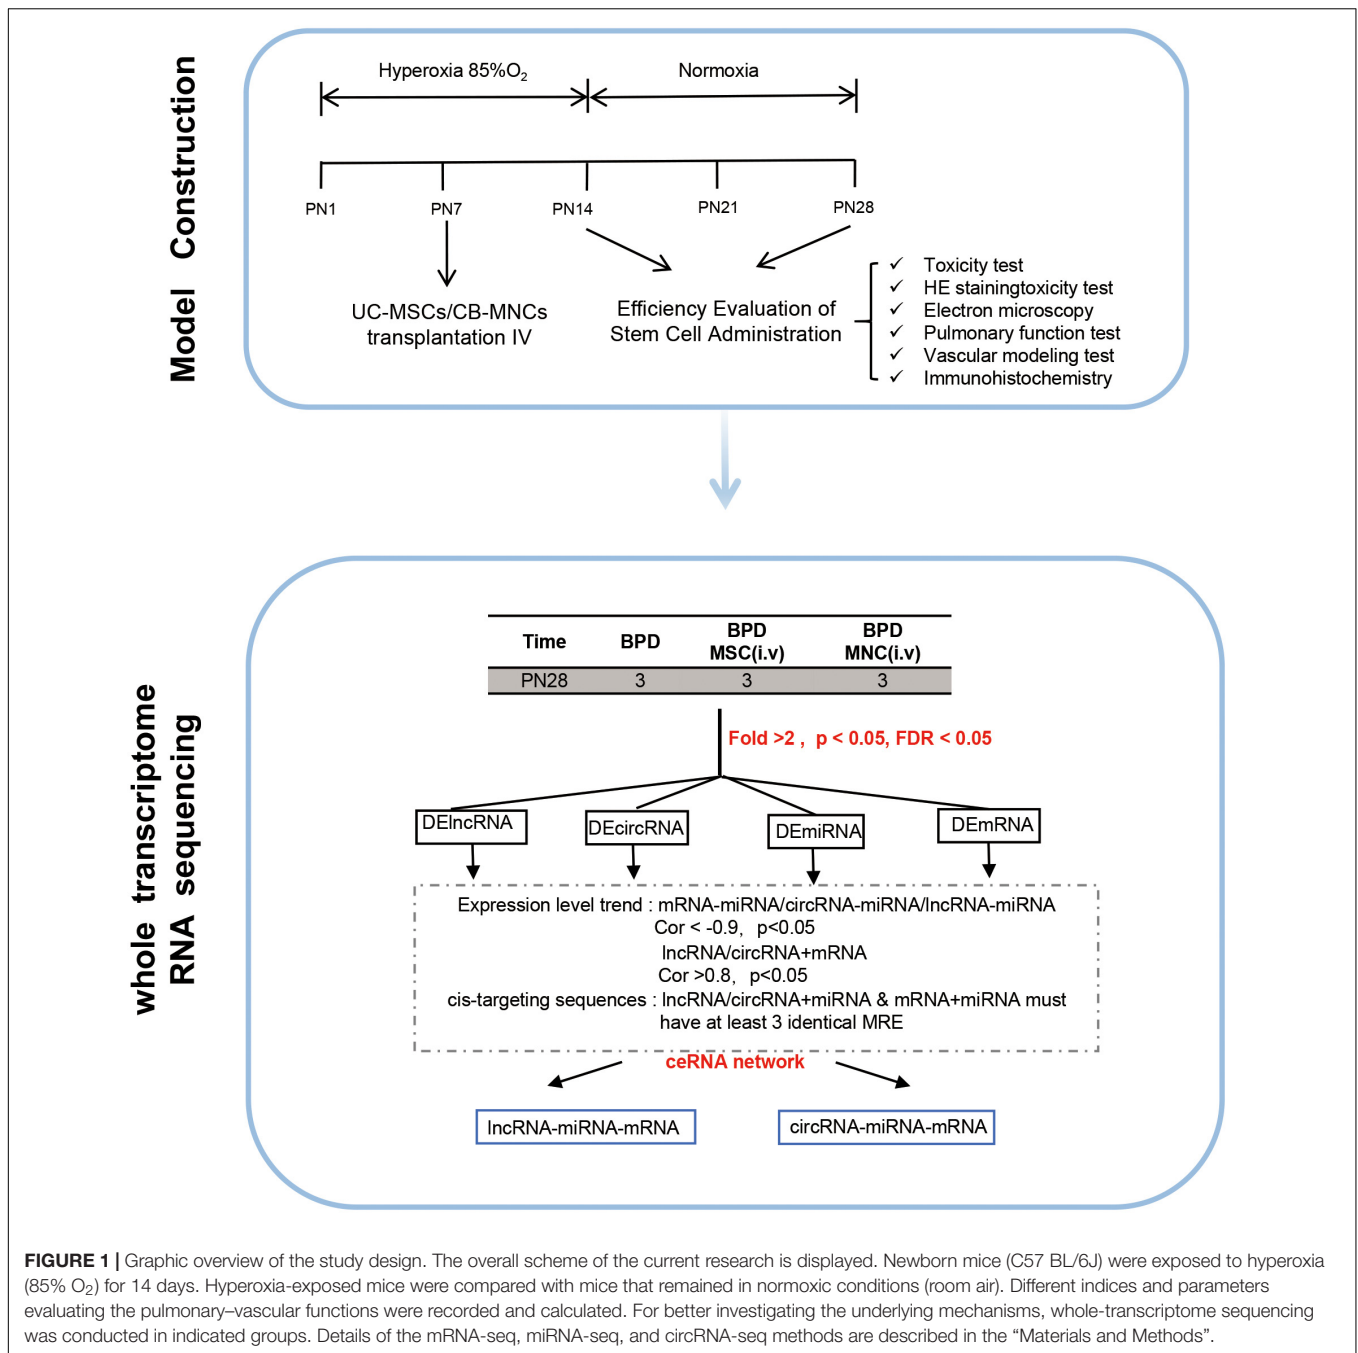 Model Construction
Hyperoxia 85%O₂
Normoxia
PN1
PN7
PN14
PN21
PN28
UC-MSCs/CB-MNCs
transplantation IV
Efficiency Evaluation of
Stem Cell Administration
✓ Toxicity test
✓ HE stainingtoxicity test
✓ Electron microscopy
✓ Pulmonary function test
✓ Vascular modeling test
✓ Immunohistochemistry
whole transcriptome
RNA sequencing
Time BPD BPD MSC(i.v) BPD MNC(i.v)
PN28 3 3 3
Fold >2 , p < 0.05, FDR < 0.05
DElncRNA
DEcircRNA
DEmiRNA
DEmRNA
Expression level trend : mRNA-miRNA/circRNA-miRNA/lncRNA-miRNA
Cor < -0.9, p<0.05
lncRNA/circRNA+mRNA
Cor >0.8, p<0.05
cis-targeting sequences : lncRNA/circRNA+miRNA & mRNA+miRNA must
have at least 3 identical MRE
ceRNA network
lncRNA-miRNA-mRNA
circRNA-miRNA-mRNA
FIGURE 1 | Graphic overview of the study design. The overall scheme of the current research is displayed. Newborn mice (C57 BL/6J) were exposed to hyperoxia
(85% O₂) for 14 days. Hyperoxia-exposed mice were compared with mice that remained in normoxic conditions (room air). Different indices and parameters
evaluating the pulmonary–vascular functions were recorded and calculated. For better investigating the underlying mechanisms, whole-transcriptome sequencing
was conducted in indicated groups. Details of the mRNA-seq, miRNA-seq, and circRNA-seq methods are described in the “Materials and Methods”.